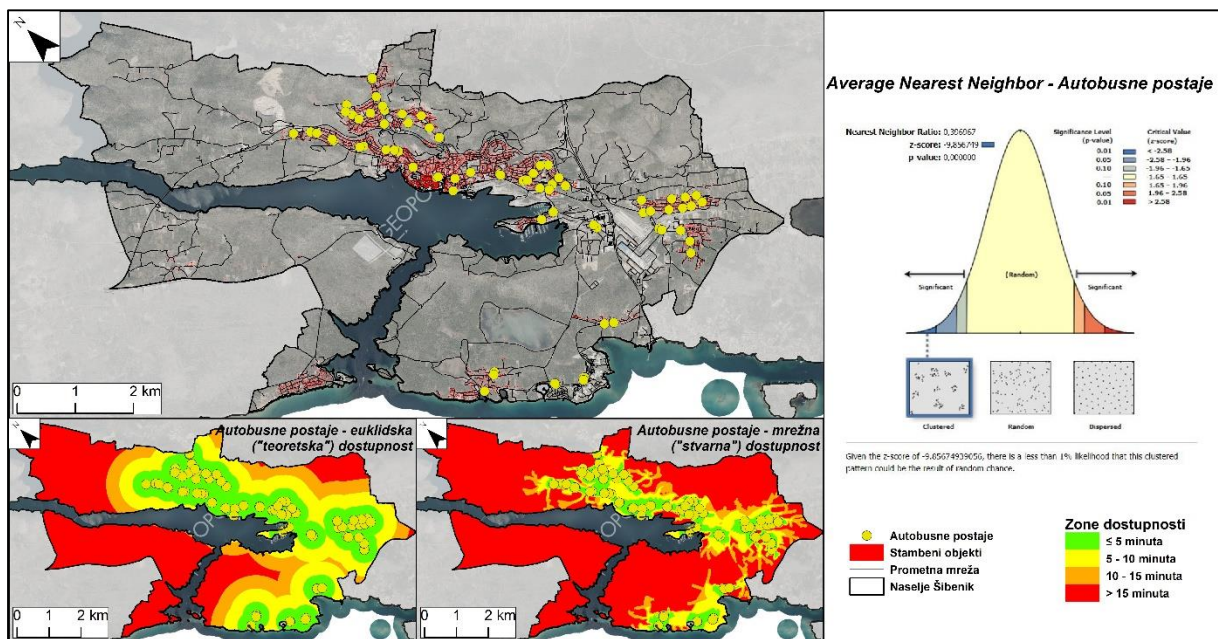 N
GEOPO
0 1 2 km
Average Nearest Neighbor - Autobusne postaje
Nearest Neighbor Ratio: 0,396967
z-score: -9,856749
p-value: 0,000000
Significance Level
(p-value)
Critical Value
(z-score)
0.01 < -2.58
0.05 -2.58 - -1.96
0.10 -1.96 - -1.65
-1.65 - 1.65
0.10 1.65 - 1.96
0.05 1.96 - 2.58
0.01 > 2.58
(Random)
Significant
Significant
Clustered
Random
Dispersed
Given the z-score of -9.85674939056, there is a less than 1% likelihood that this clustered
pattern could be the result of random chance.
N
Autobusne postaje - euklidska
("teoretska") dostupnost
0 1 2 km
N
Autobusne postaje - mrežna
("stvarna") dostupnost
0 1 2 km
Autobusne postaje
Stambeni objekti
Prometna mreža
Naselje Šibenik
Zone dostupnosti
≤ 5 minuta
5 - 10 minuta
10 - 15 minuta
> 15 minuta